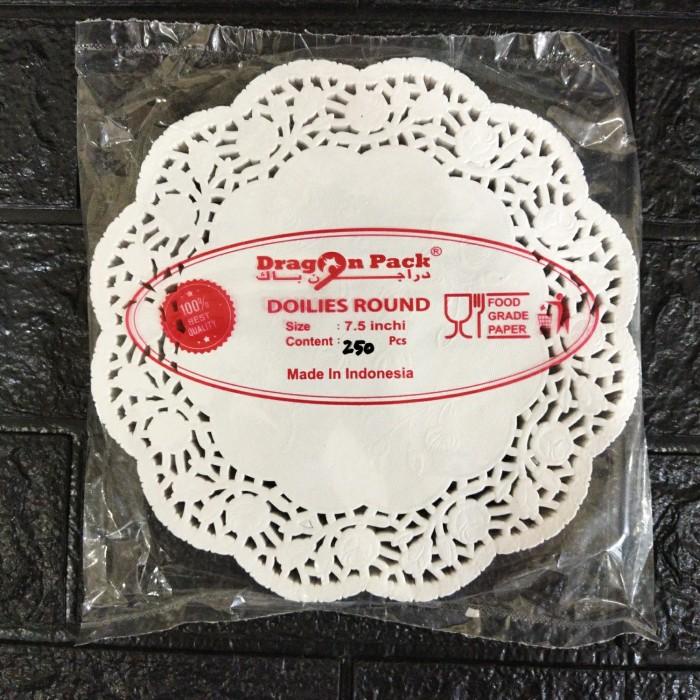 Dragon Pack®
دراجــن باك
DOILIES ROUND
Size : 7.5 inchi
Content : 250 Pcs
Made In Indonesia
100%
BEST
QUALITY
FOOD
GRADE
PAPER